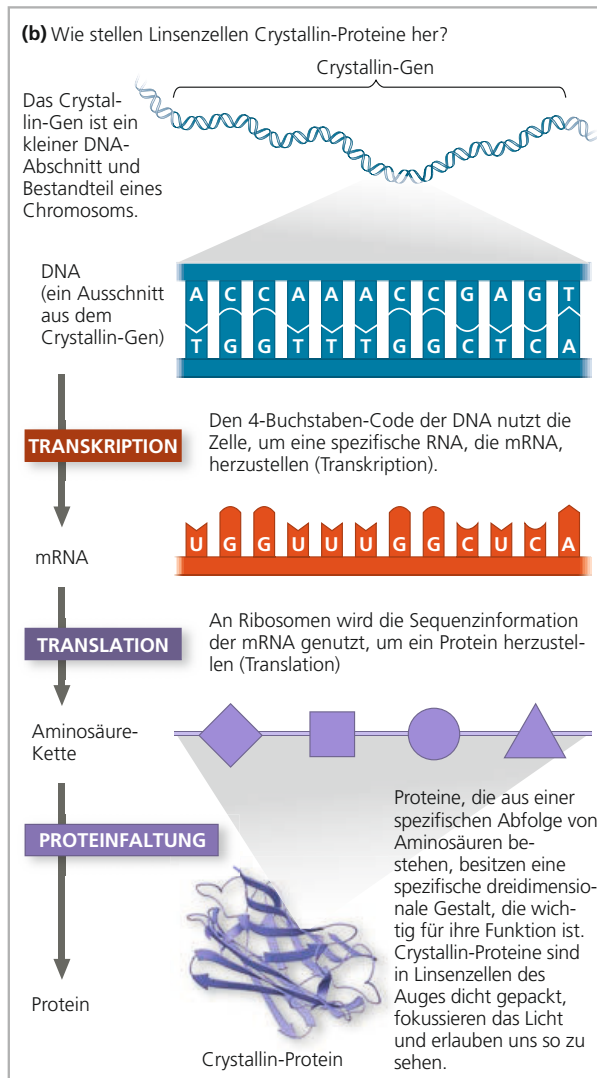 (b) Wie stellen Linsenzellen Crystallin-Proteine her?
Crystallin-Gen
Das Crystal-
lin-Gen ist ein
kleiner DNA-
Abschnitt und
Bestandteil eines
Chromosoms.
DNA
(ein Ausschnitt
aus dem
Crystallin-Gen)
A C C A A A C C G A G T
T G G T T T G G C T C A
TRANSKRIPTION
Den 4-Buchstaben-Code der DNA nutzt die
Zelle, um eine spezifische RNA, die mRNA,
herzustellen (Transkription).
mRNA
U G G U U U G G C U C A
TRANSLATION
An Ribosomen wird die Sequenzinformation
der mRNA genutzt, um ein Protein herzustel-
len (Translation)
Aminosäure-
Kette
PROTEINFALTUNG
Proteine, die aus einer
spezifischen Abfolge von
Aminosäuren be-
stehen, besitzen eine
spezifische dreidimensio-
nale Gestalt, die wich-
tig für ihre Funktion ist.
Crystallin-Proteine sind
in Linsenzellen des
Auges dicht gepackt,
fokussieren das Licht
und erlauben uns so zu
sehen.
Protein
Crystallin-Protein